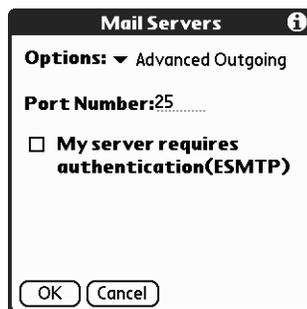 Mail Servers
Options: Advanced Outgoing
Port Number:25
My server requires
authentication(ESMTP)
OK Cancel